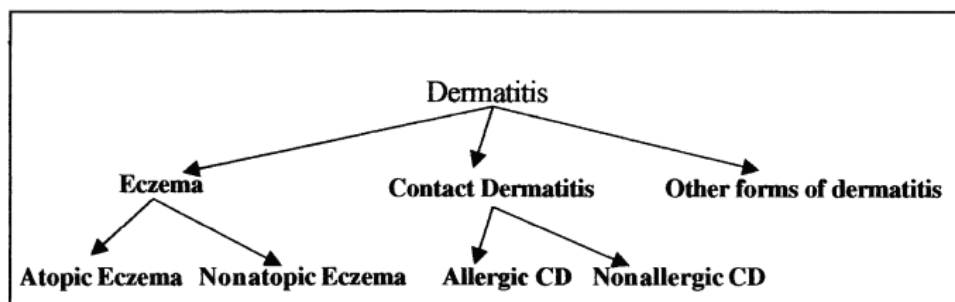 Dermatitis
Eczema Contact Dermatitis Other forms of dermatitis
Atopic Eczema Nonatopic Eczema Allergic CD Nonallergic CD